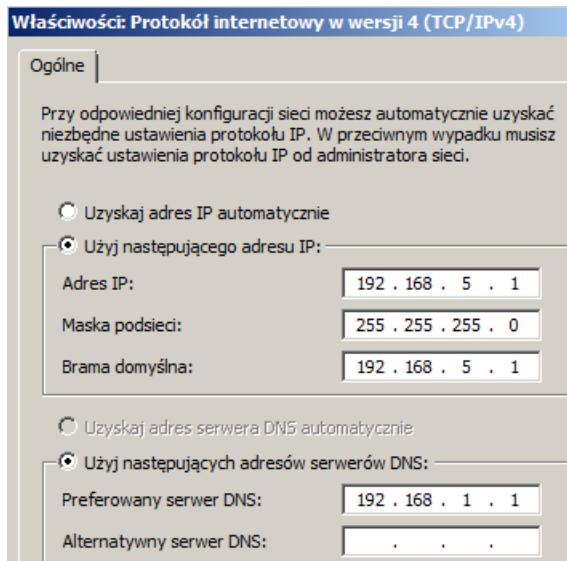 Właściwości: Protokół internetowy w wersji 4 (TCP/IPv4)
Ogólne
Przy odpowiedniej konfiguracji sieci możesz automatycznie uzyskać
niezbędne ustawienia protokołu IP. W przeciwnym wypadku musisz
uzyskać ustawienia protokołu IP od administratora sieci.
Uzyskaj adres IP automatycznie
Użyj następującego adresu IP:
Adres IP: 192 . 168 . 5 . 1
Maska podsieci: 255 . 255 . 255 . 0
Brama domyślna: 192 . 168 . 5 . 1
Uzyskaj adres serwera DNS automatycznie
Użyj następujących adresów serwerów DNS:
Preferowany serwer DNS: 192 . 168 . 1 . 1
Alternatywny serwer DNS: . . .